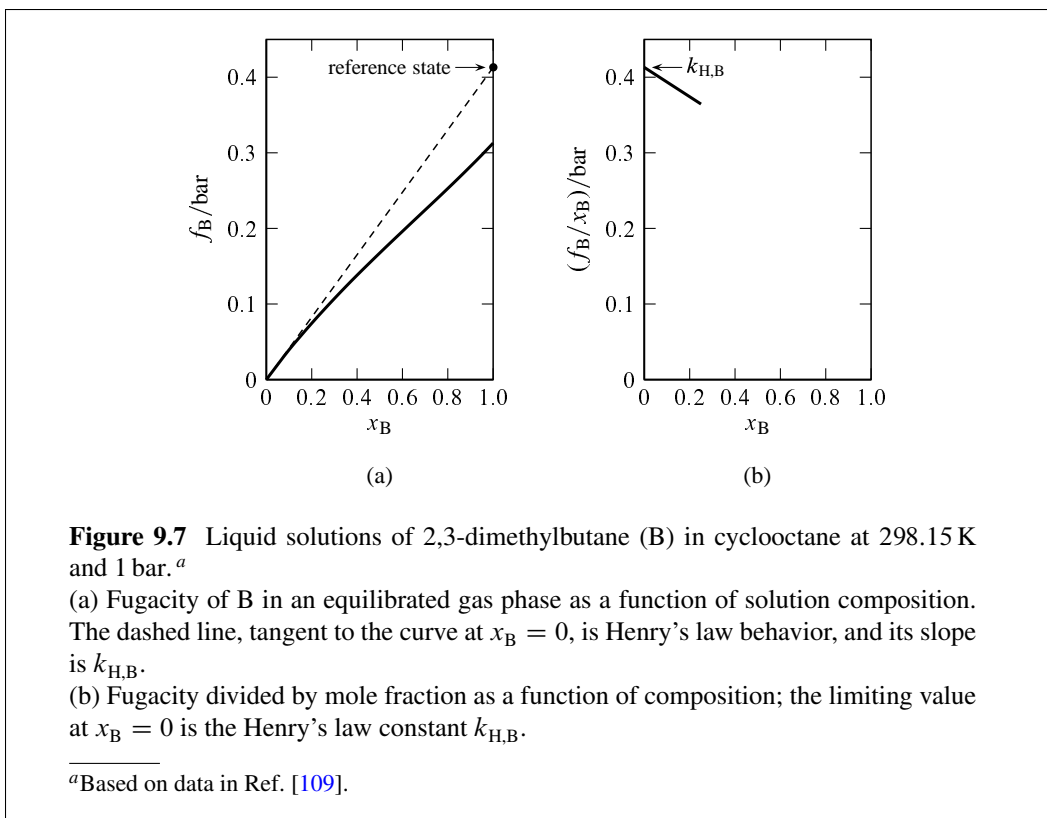 reference state
0.4
0.3
0.2
0.1
0
0 0.2 0.4 0.6 0.8 1.0
x_B
f_B/bar
(a)
k_H,B
0.4
0.3
0.2
0.1
0
0 0.2 0.4 0.6 0.8 1.0
x_B
(f_B/x_B)/bar
(b)
Figure 9.7 Liquid solutions of 2,3-dimethylbutane (B) in cyclooctane at 298.15 K
and 1 bar. a
(a) Fugacity of B in an equilibrated gas phase as a function of solution composition.
The dashed line, tangent to the curve at x_B = 0, is Henry's law behavior, and its slope
is k_H,B.
(b) Fugacity divided by mole fraction as a function of composition; the limiting value
at x_B = 0 is the Henry's law constant k_H,B.
a Based on data in Ref. [109].